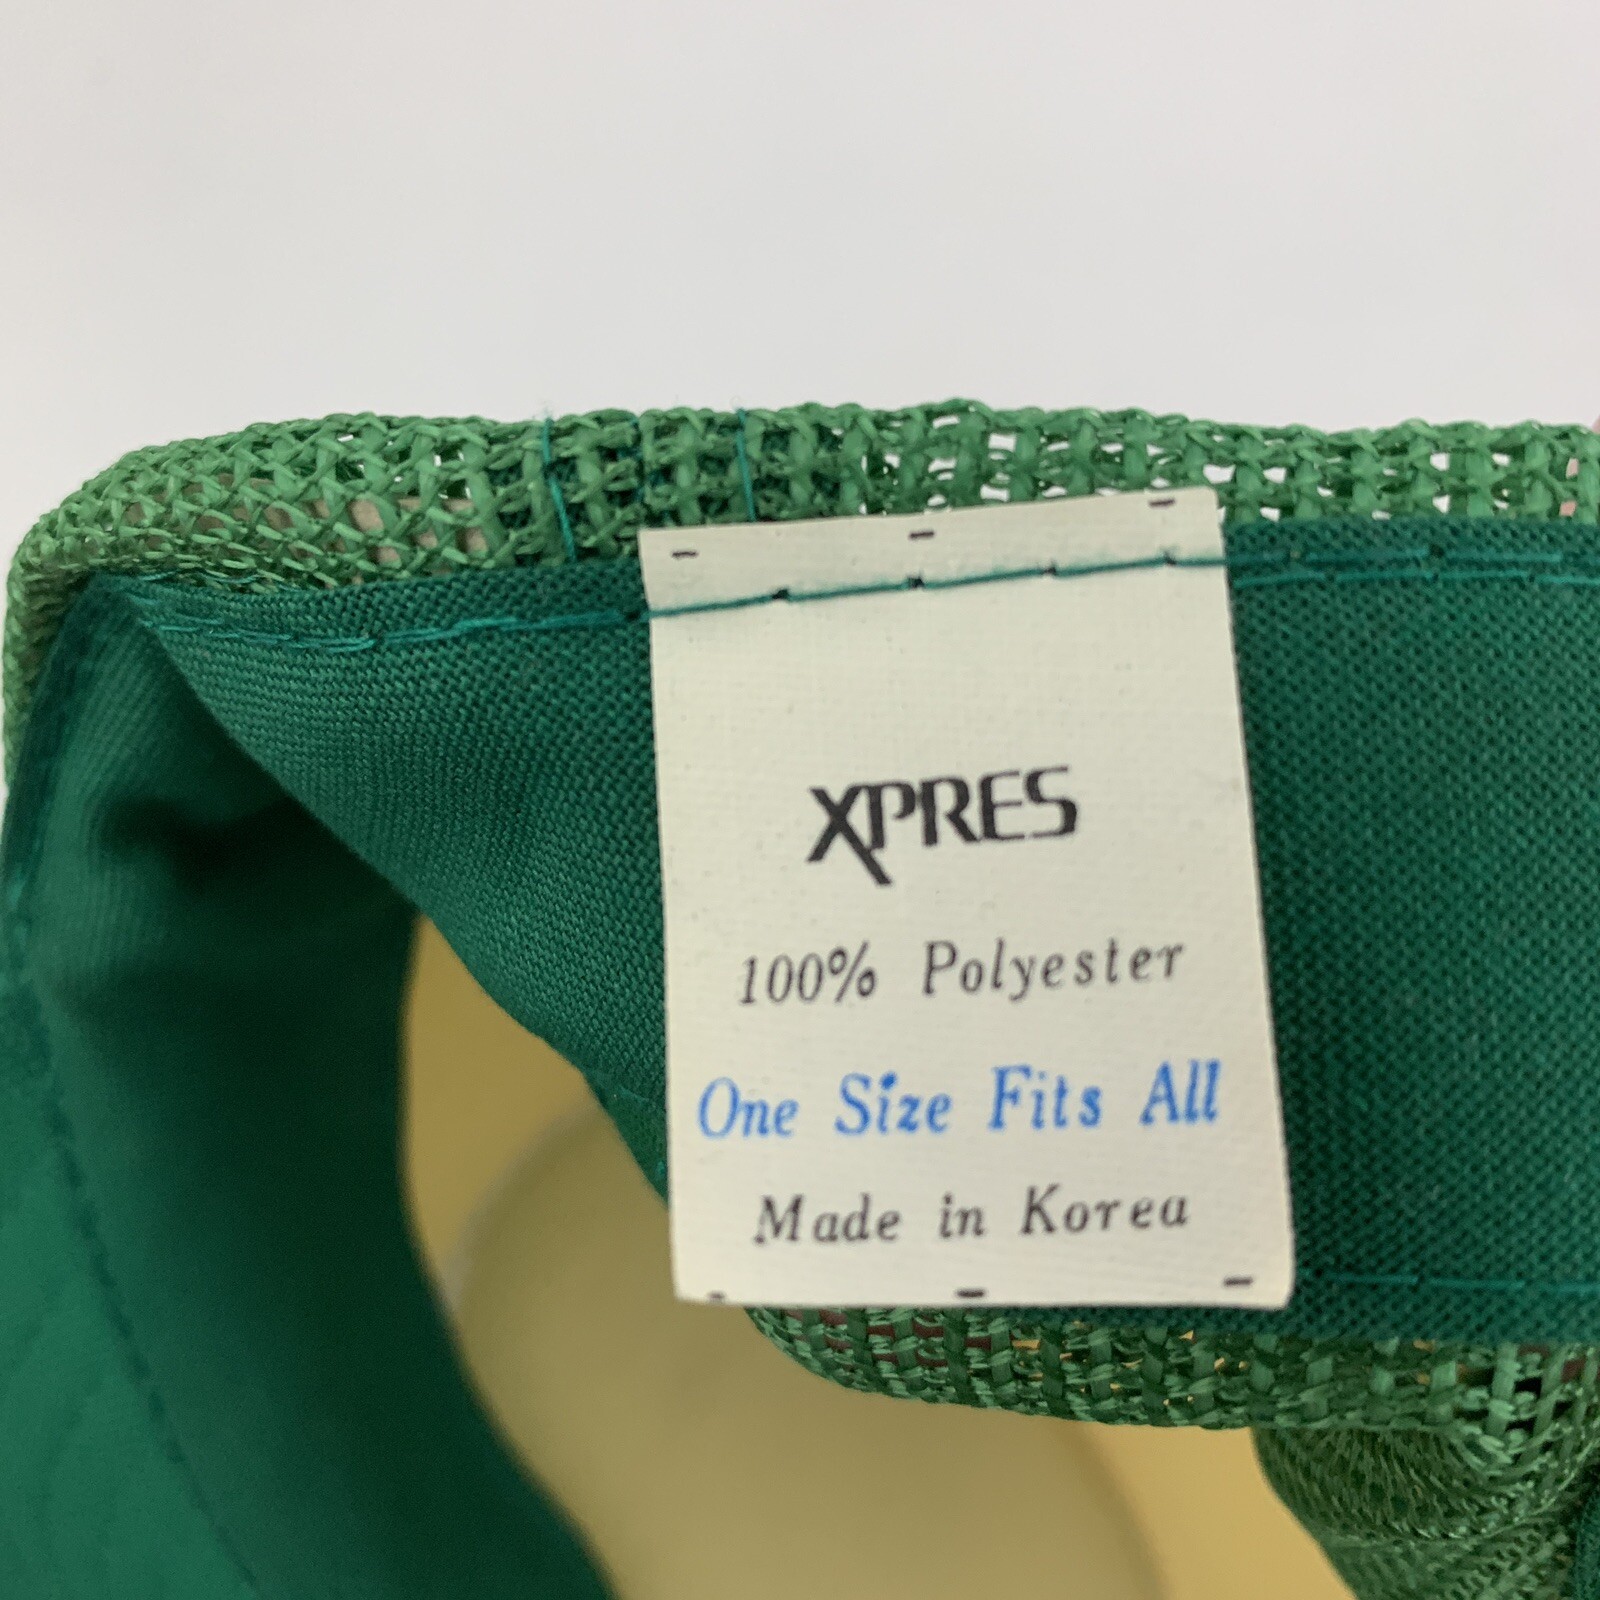 XPRES
100% Polyester
One Size Fits All
Made in Korea